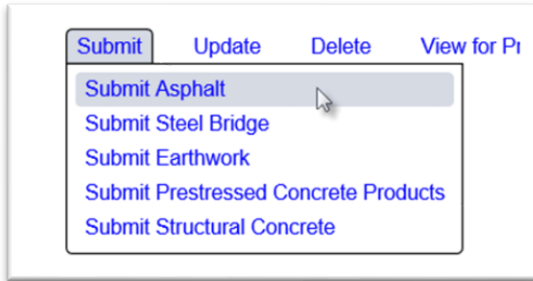 Submit Update Delete View for Pr
Submit Asphalt
Submit Steel Bridge
Submit Earthwork
Submit Prestressed Concrete Products
Submit Structural Concrete